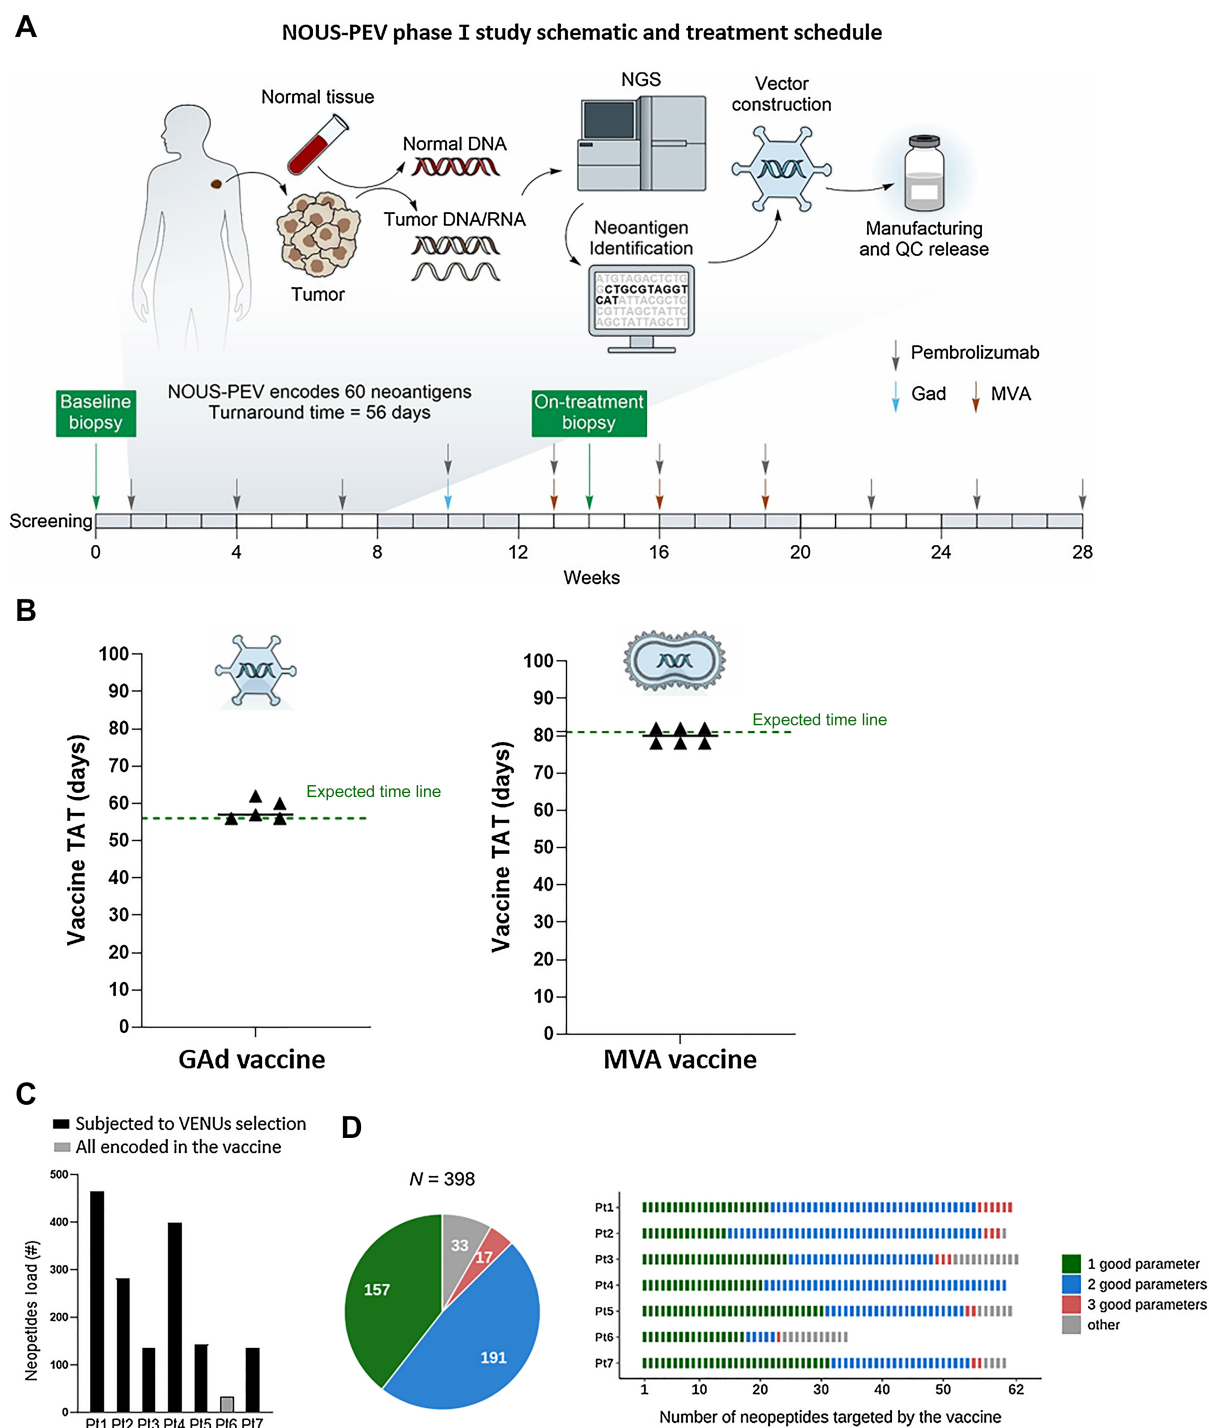 A
NOUS-PEV phase I study schematic and treatment schedule
Normal tissue
NGS
Vector
construction
Normal DNA
Tumor DNA/RNA
Neoantigen
Identification
Manufacturing
and QC release
Tumor
ATGTAGACTCTG
GCTGCGTAGGT
CATATTACGCTG
CGTTAGCTATTC
AGCTATTAGCTT
Pembrolizumab
Gad
MVA
Baseline
biopsy
NOUS-PEV encodes 60 neoantigens
Turnaround time = 56 days
On-treatment
biopsy
Screening
0 4 8 12 16 20 24 28
Weeks
B
Vaccine TAT (days)
100
90
80
70
60
50
40
30
20
10
0
Expected time line
GAd vaccine
Vaccine TAT (days)
100
90
80
70
60
50
40
30
20
10
0
Expected time line
MVA vaccine
C
Subjected to VENUs selection
All encoded in the vaccine
Neopetides load (#)
500
400
300
200
100
0
Pt1 Pt2 Pt3 Pt4 Pt5 Pt6 Pt7
D
N = 398
33
17
157
191
Pt1
Pt2
Pt3
Pt4
Pt5
Pt6
Pt7
1 10 20 30 40 50 62
Number of neopeptides targeted by the vaccine
1 good parameter
2 good parameters
3 good parameters
other